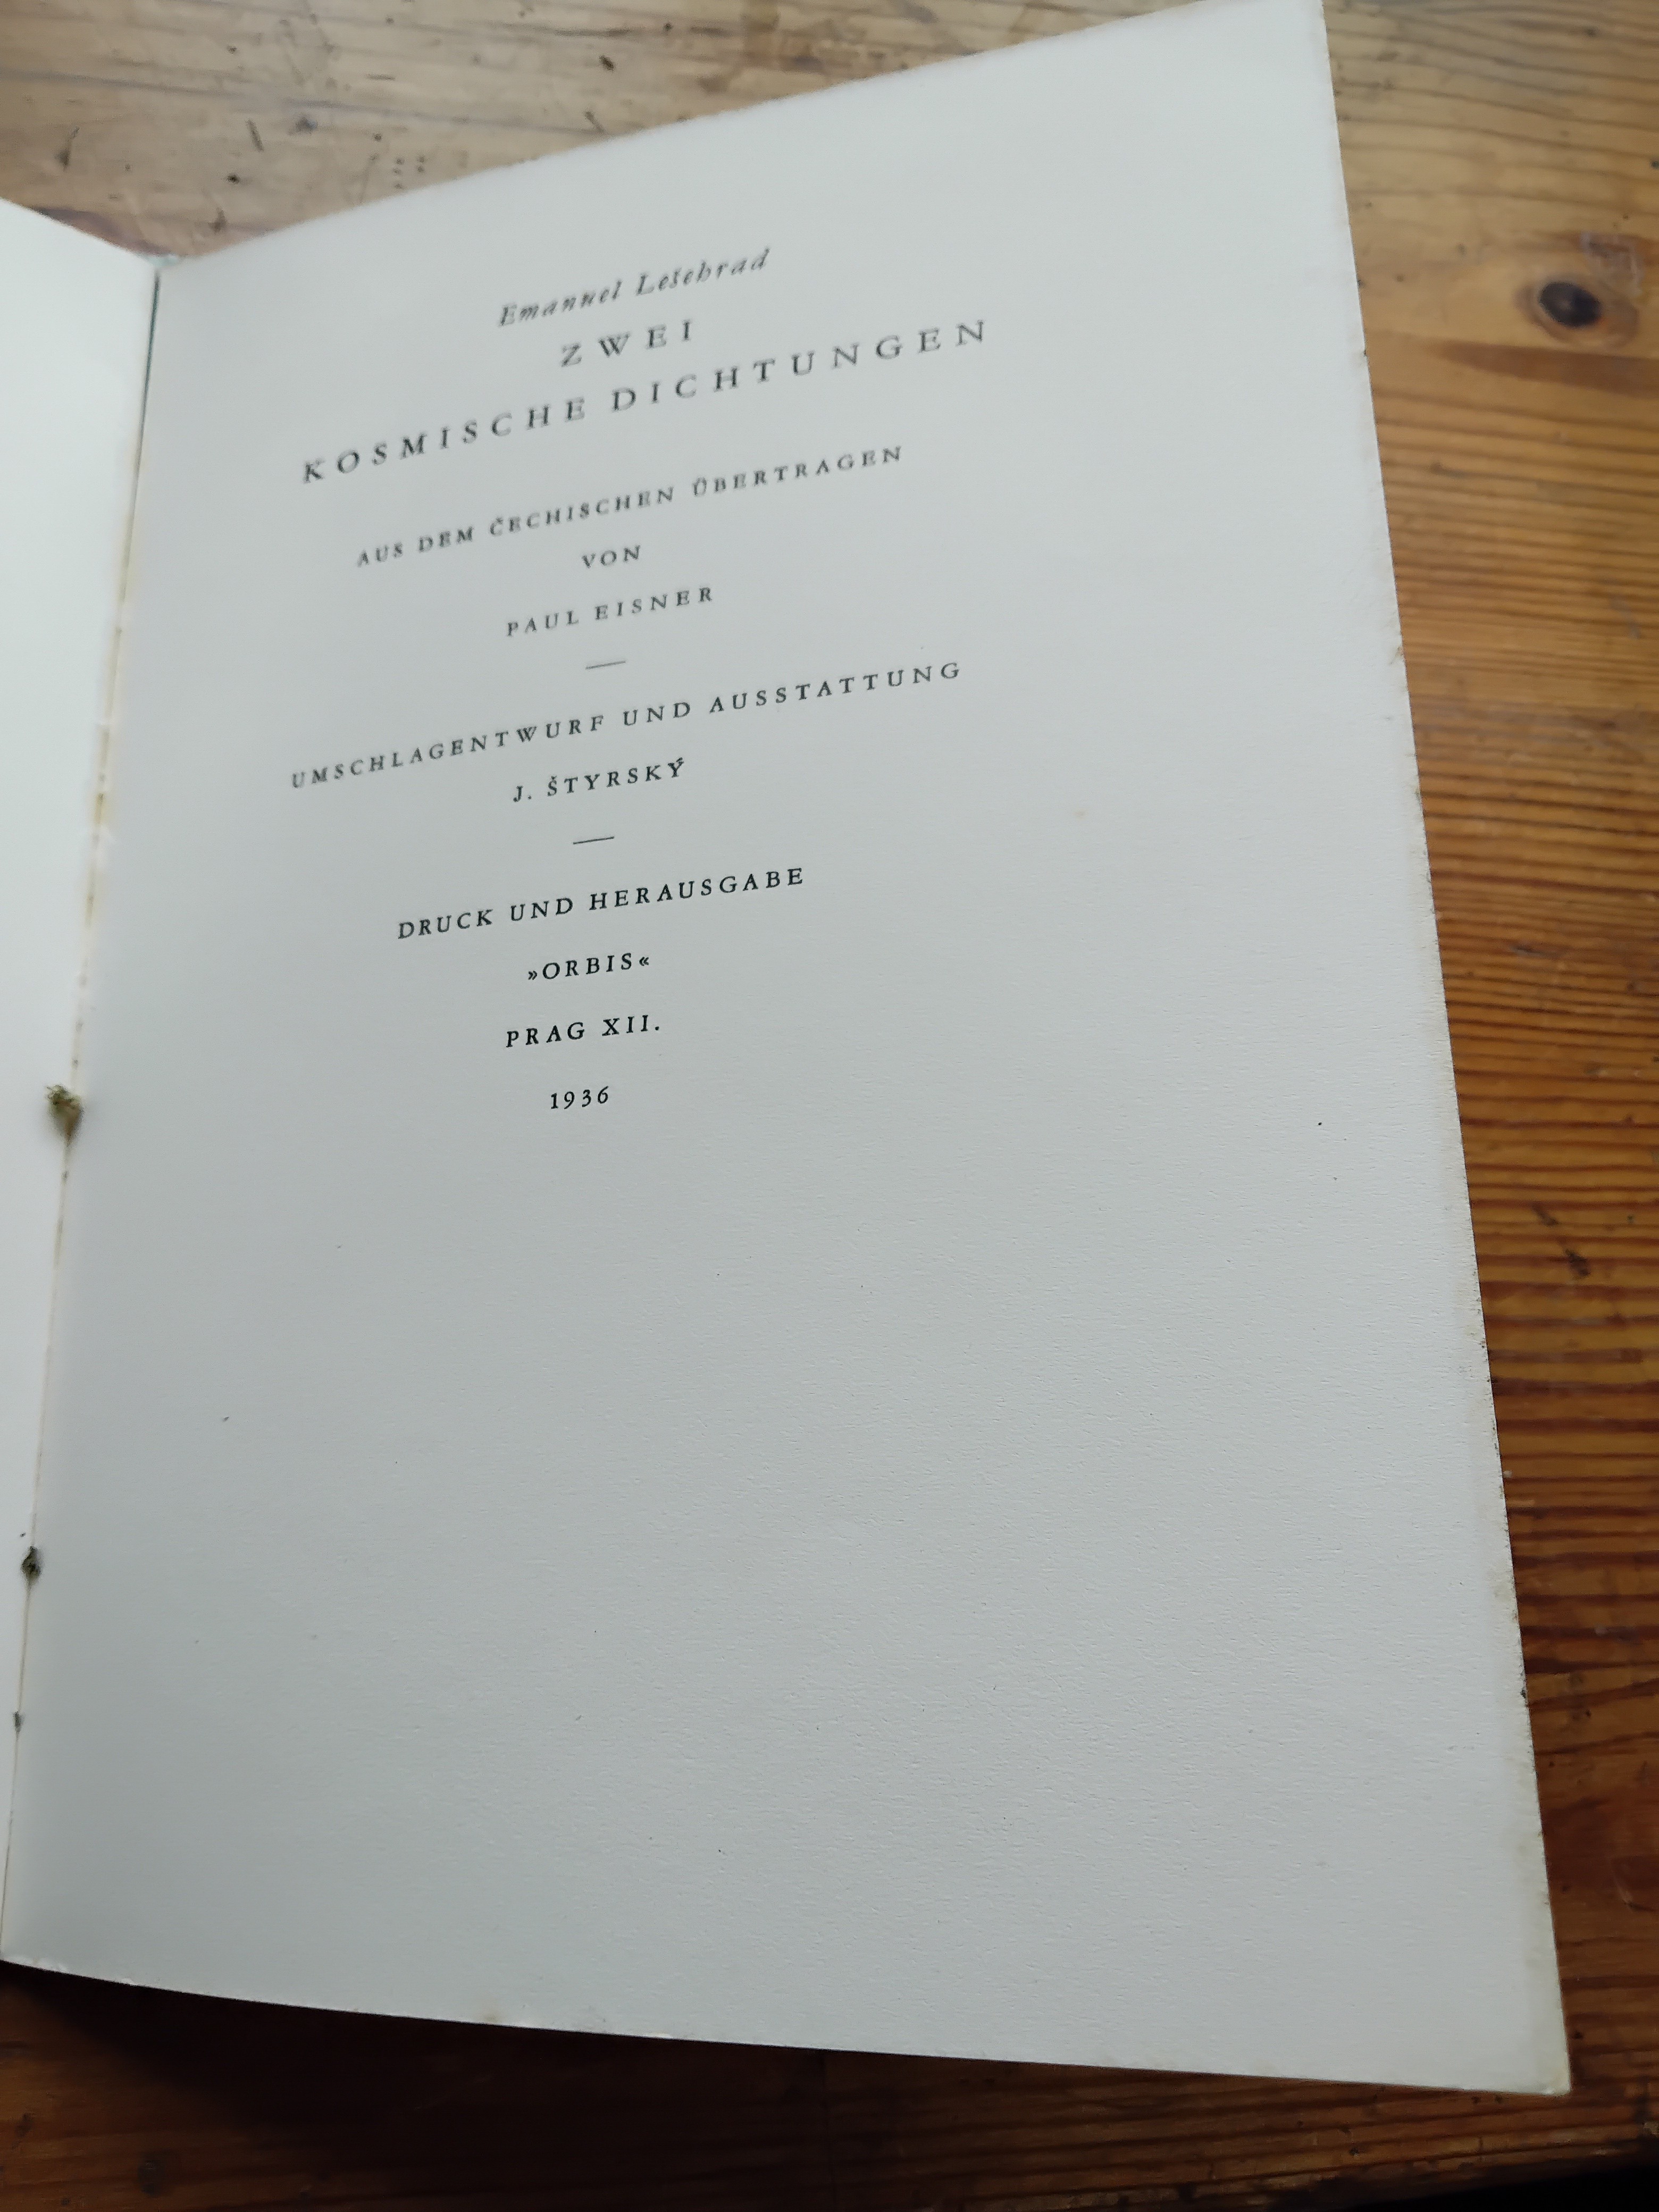 Emanuel Lešehrad
ZWEI
KOSMISCHE DICHTUNGEN
AUS DEM ČECHISCHEN ÜBERTRAGEN
VON
PAUL EISNER
UMSCHLAGENTWURF UND AUSSTATTUNG
J. ŠTYRSKÝ
DRUCK UND HERAUSGABE
»ORBIS«
PRAG XII.
1936